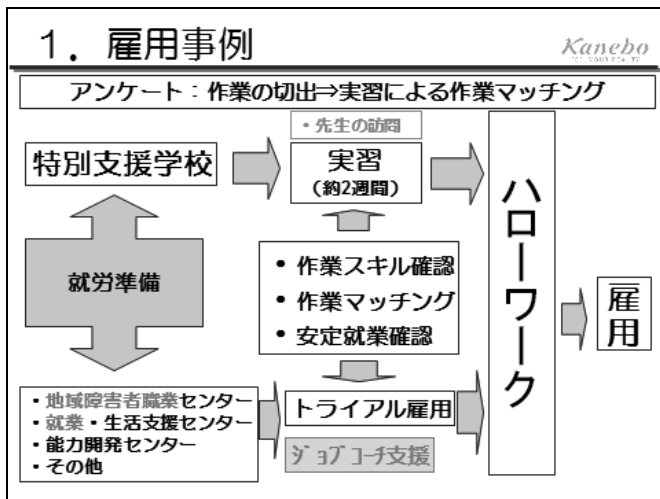 1．雇用事例
Kanebo
アンケート：作業の切出⇒実習による作業マッチング
・先生の訪問
特別支援学校
実習
(約2週間)
ハローワーク
就労準備
• 作業スキル確認
• 作業マッチング
• 安定就業確認
雇用
・地域障害者職業センター
・就業・生活支援センター
・能力開発センター
・その他
トライアル雇用
ｼﾞｮﾌﾞｺｰﾁ支援